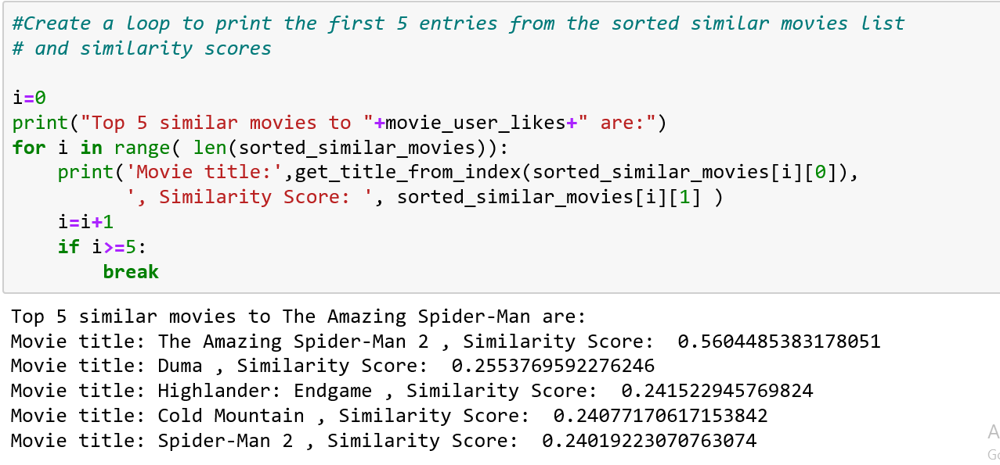 #Create a loop to print the first 5 entries from the sorted similar movies list
# and similarity scores
i=0
print("Top 5 similar movies to "+movie_user_likes+" are:")
for i in range( len(sorted_similar_movies)):
    print('Movie title:',get_title_from_index(sorted_similar_movies[i][0]),
          ', Similarity Score: ', sorted_similar_movies[i][1] )
    i=i+1
    if i>=5:
        break
Top 5 similar movies to The Amazing Spider-Man are:
Movie title: The Amazing Spider-Man 2 , Similarity Score:  0.5604485383178051
Movie title: Duma , Similarity Score:  0.2553769592276246
Movie title: Highlander: Endgame , Similarity Score:  0.241522945769824
Movie title: Cold Mountain , Similarity Score:  0.24077170617153842
Movie title: Spider-Man 2 , Similarity Score:  0.24019223070763074